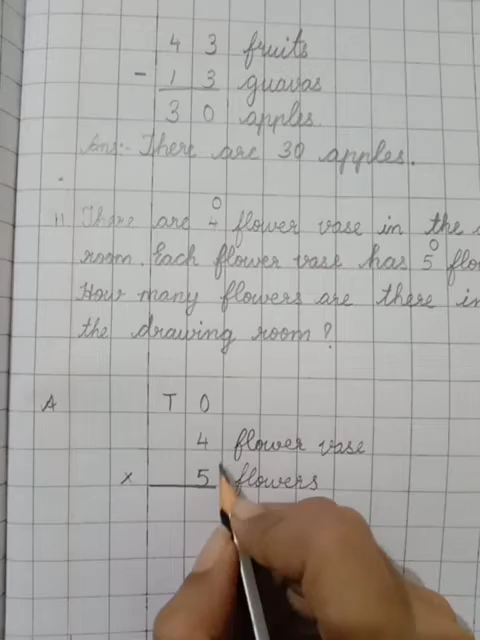 4 3 fruits
- 1 3 guavas
3 0 apples
Ans:- There are 30 apples.
O
11 There are 4 flower vase in the
O
room. Each flower vase has 5
How many flowers are there in
the drawing room?
A T O
4 flower vase
x 5 flowers